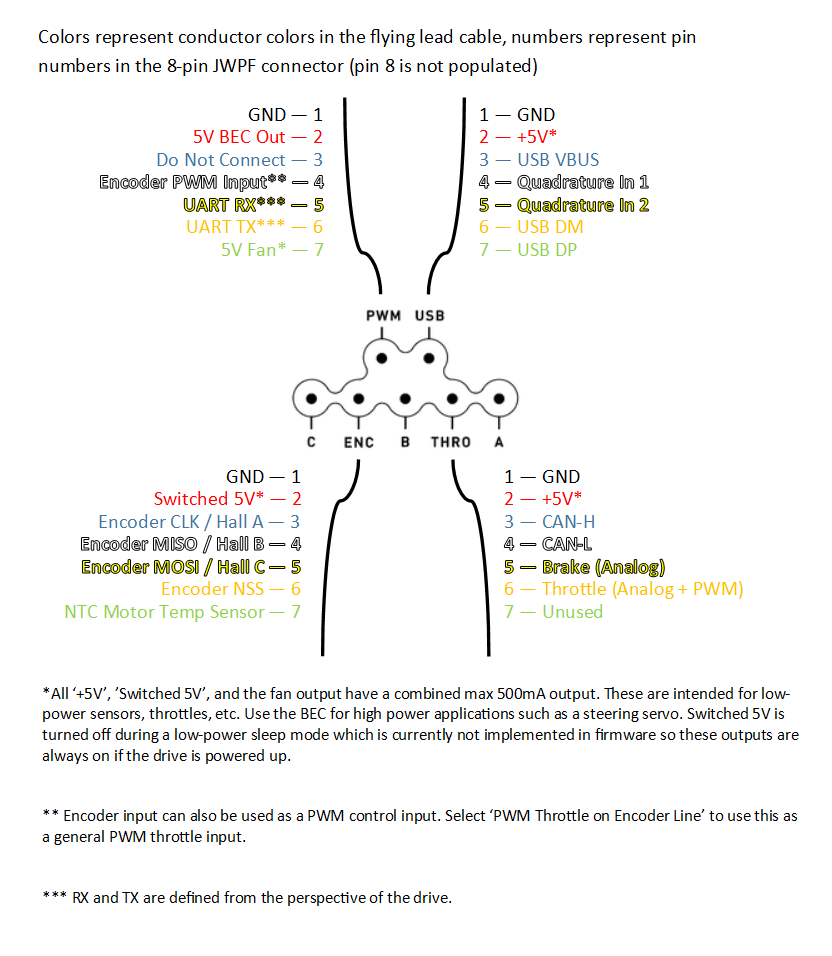 Colors represent conductor colors in the flying lead cable, numbers represent pin
numbers in the 8-pin JWPF connector (pin 8 is not populated)
GND — 1
5V BEC Out — 2
Do Not Connect — 3
Encoder PWM Input** — 4
UART RX*** — 5
UART TX*** — 6
5V Fan* — 7
1 — GND
2 — +5V*
3 — USB VBUS
4 — Quadrature In 1
5 — Quadrature In 2
6 — USB DM
7 — USB DP
PWM USB
C ENC B THRO A
GND — 1
Switched 5V* — 2
Encoder CLK / Hall A — 3
Encoder MISO / Hall B — 4
Encoder MOSI / Hall C — 5
Encoder NSS — 6
NTC Motor Temp Sensor — 7
1 — GND
2 — +5V*
3 — CAN-H
4 — CAN-L
5 — Brake (Analog)
6 — Throttle (Analog + PWM)
7 — Unused
*All ‘+5V’, ’Switched 5V’, and the fan output have a combined max 500mA output. These are intended for low-
power sensors, throttles, etc. Use the BEC for high power applications such as a steering servo. Switched 5V is
turned off during a low-power sleep mode which is currently not implemented in firmware so these outputs are
always on if the drive is powered up.
** Encoder input can also be used as a PWM control input. Select ‘PWM Throttle on Encoder Line’ to use this as
a general PWM throttle input.
*** RX and TX are defined from the perspective of the drive.